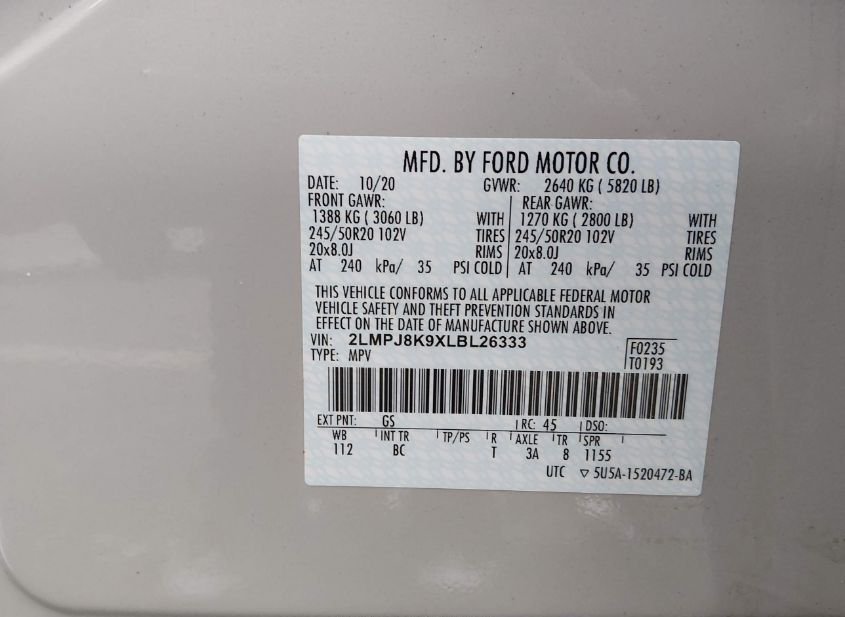 MFD. BY FORD MOTOR CO.
DATE: 10/20 GVWR: 2640 KG ( 5820 LB)
FRONT GAWR: REAR GAWR:
1388 KG ( 3060 LB) WITH 1270 KG ( 2800 LB) WITH
245/50R20 102V TIRES 245/50R20 102V TIRES
20x8.0J RIMS 20x8.0J RIMS
AT 240 kPa/ 35 PSI COLD AT 240 kPa/ 35 PSI COLD
THIS VEHICLE CONFORMS TO ALL APPLICABLE FEDERAL MOTOR
VEHICLE SAFETY AND THEFT PREVENTION STANDARDS IN
EFFECT ON THE DATE OF MANUFACTURE SHOWN ABOVE.
VIN: 2LMPJ8K9XLBL26333
TYPE: MPV
F0235
T0193
EXT PNT: GS RC: 45 DSO:
WB INT TR TP/PS R AXLE TR SPR
112 BC T 3A 8 1155
UTC ▽ 5U5A-1520472-BA